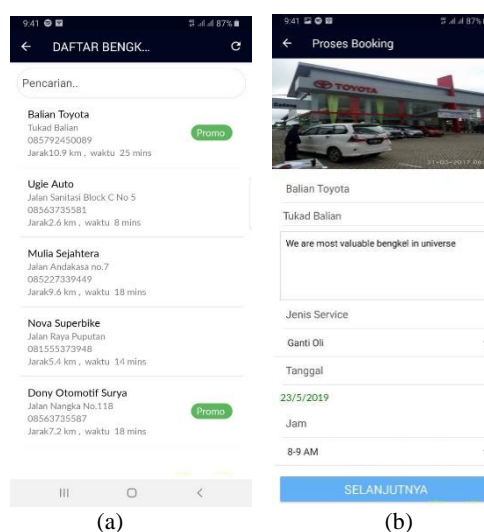 9:41
87%
DAFTAR BENGK...
Pencarian..
Balian Toyota
Tukad Balian
085792450089
Promo
Jarak10.9 km , waktu 25 mins
Ugie Auto
Jalan Sanitasi Block C No 5
08563735581
Jarak2.6 km , waktu 8 mins
Mulia Sejahtera
Jalan Andakasa no.7
085227339449
Jarak9.6 km , waktu 18 mins
Nova Superbike
Jalan Raya Puputan
081555373948
Jarak5.4 km , waktu 14 mins
Dony Otomotif Surya
Jalan Nangka No.118
08563735587
Promo
Jarak7.2 km , waktu 18 mins
(a)
9:41
87%
Proses Booking
TOYOTA
Balian Toyota
Tukad Balian
We are most valuable bengkel in universe
Jenis Service
Ganti Oli
Tanggal
23/5/2019
Jam
8-9 AM
SELANJUTNYA
(b)